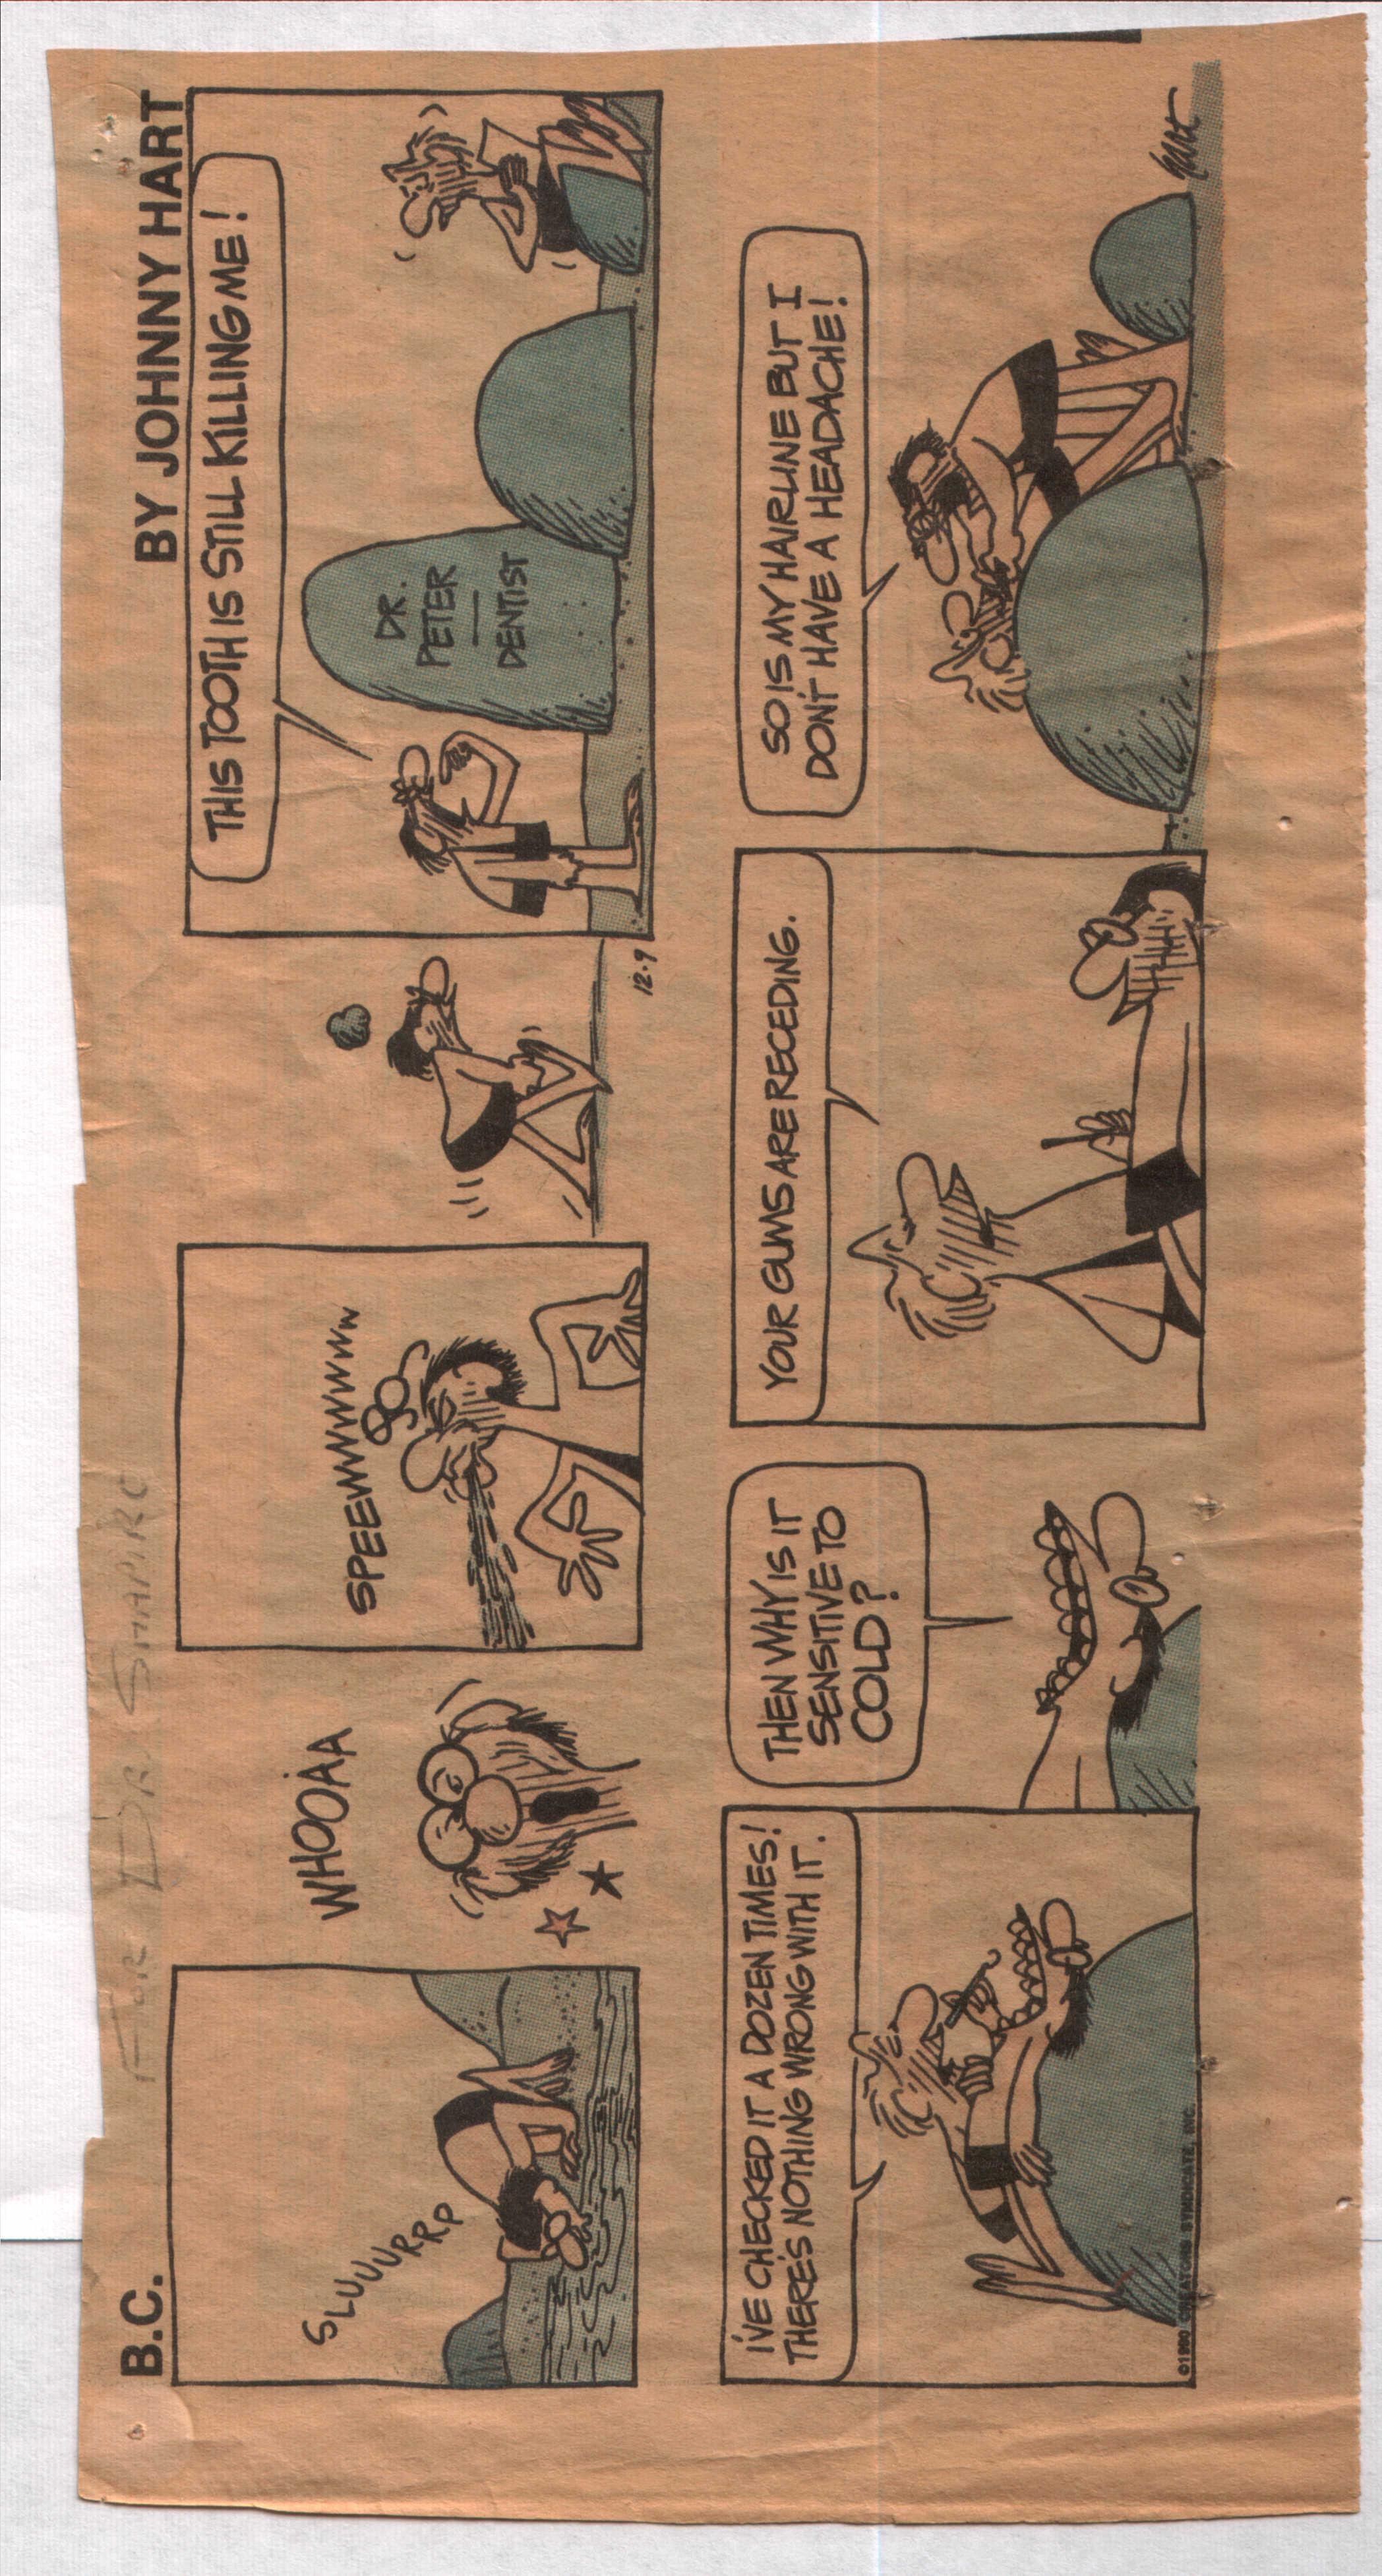 FOR DR SHAPIRO
B.C.
BY JOHNNY HART
SLUUURRP
WHOOAA
SPEEWWWWWW
12.9
THIS TOOTH IS STILL KILLING ME!
DR.
PETER
DENTIST
I'VE CHECKED IT A DOZEN TIMES!
THERE'S NOTHING WRONG WITH IT.
THEN WHY IS IT
SENSITIVE TO
COLD?
YOUR GUMS ARE RECEDING.
SO IS MY HAIRLINE BUT I
DON'T HAVE A HEADACHE!
©1990 CREATORS SYNDICATE, INC.
hart